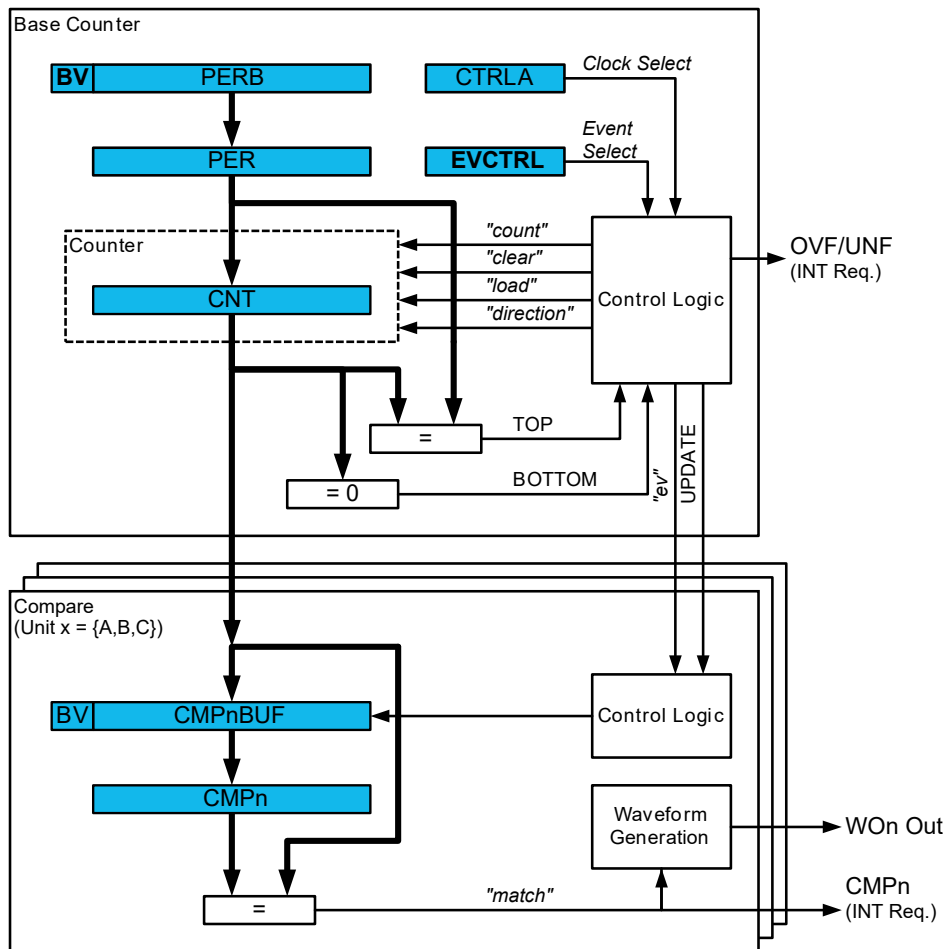 Base Counter
BV PERB
CTRLA
Clock Select
PER
EVCTRL
Event
Select
Counter
CNT
"count"
"clear"
"load"
"direction"
Control Logic
OVF/UNF
(INT Req.)
=
TOP
= 0
BOTTOM
"ev"
UPDATE
Compare
(Unit x = {A,B,C})
BV CMPnBUF
Control Logic
CMPn
Waveform
Generation
WOn Out
=
"match"
CMPn
(INT Req.)